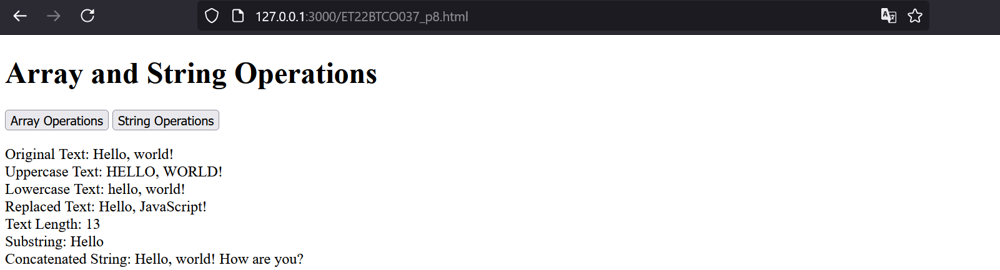 127.0.0.1:3000/ET22BTCO037_p8.html
Array and String Operations
Array Operations String Operations
Original Text: Hello, world!
Uppercase Text: HELLO, WORLD!
Lowercase Text: hello, world!
Replaced Text: Hello, JavaScript!
Text Length: 13
Substring: Hello
Concatenated String: Hello, world! How are you?